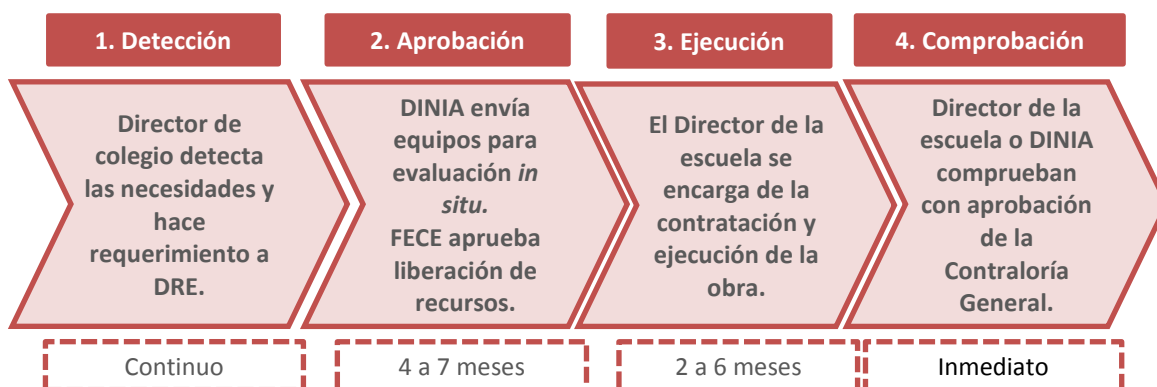 1. Detección
2. Aprobación
3. Ejecución
4. Comprobación
Director de
colegio detecta
las necesidades y
hace
requerimiento a
DRE.
DINIA envía
equipos para
evaluación in
situ.
FECE aprueba
liberación de
recursos.
El Director de la
escuela se
encarga de la
contratación y
ejecución de la
obra.
Director de la
escuela o DINIA
comprueban
con aprobación
de la
Contraloría
General.
Continuo
4 a 7 meses
2 a 6 meses
Inmediato